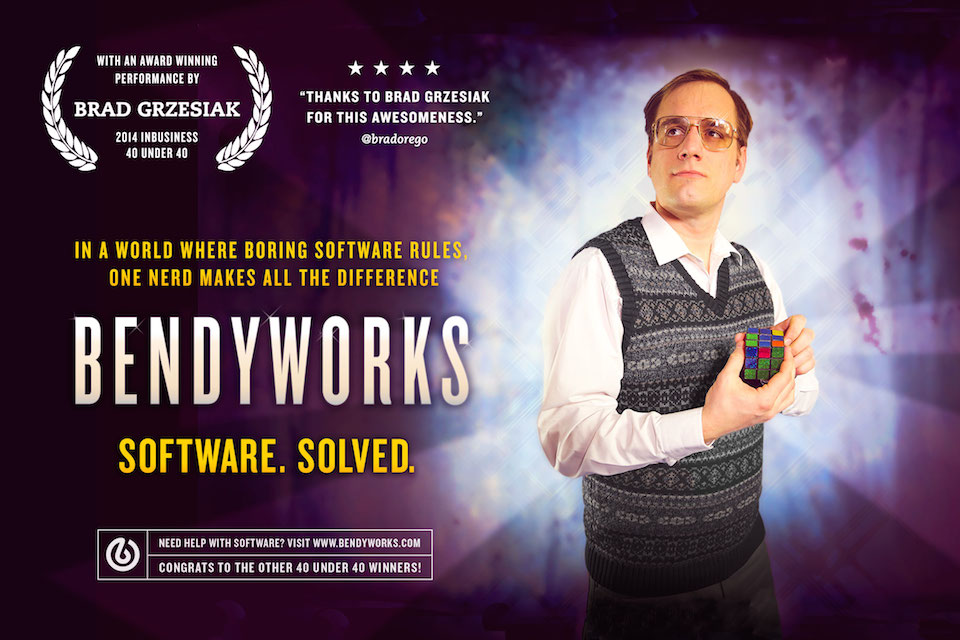 WITH AN AWARD WINNING
PERFORMANCE BY
BRAD GRZESIAK
2014 INBUSINESS
40 UNDER 40
"THANKS TO BRAD GRZESIAK
FOR THIS AWESOMENESS."
@bradorego
IN A WORLD WHERE BORING SOFTWARE RULES,
ONE NERD MAKES ALL THE DIFFERENCE
BENDYWORKS
SOFTWARE. SOLVED.
NEED HELP WITH SOFTWARE? VISIT WWW.BENDYWORKS.COM
CONGRATS TO THE OTHER 40 UNDER 40 WINNERS!